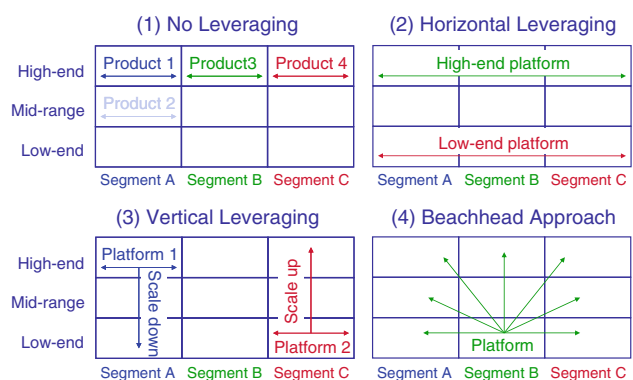 (1) No Leveraging
(2) Horizontal Leveraging
High-end
Product 1
Product3
Product 4
High-end platform
Mid-range
Product 2
Low-end
Low-end platform
Segment A
Segment B
Segment C
Segment A
Segment B
Segment C
(3) Vertical Leveraging
(4) Beachhead Approach
High-end
Platform 1
Scale down
Scale up
Mid-range
Low-end
Platform 2
Platform
Segment A
Segment B
Segment C
Segment A
Segment B
Segment C